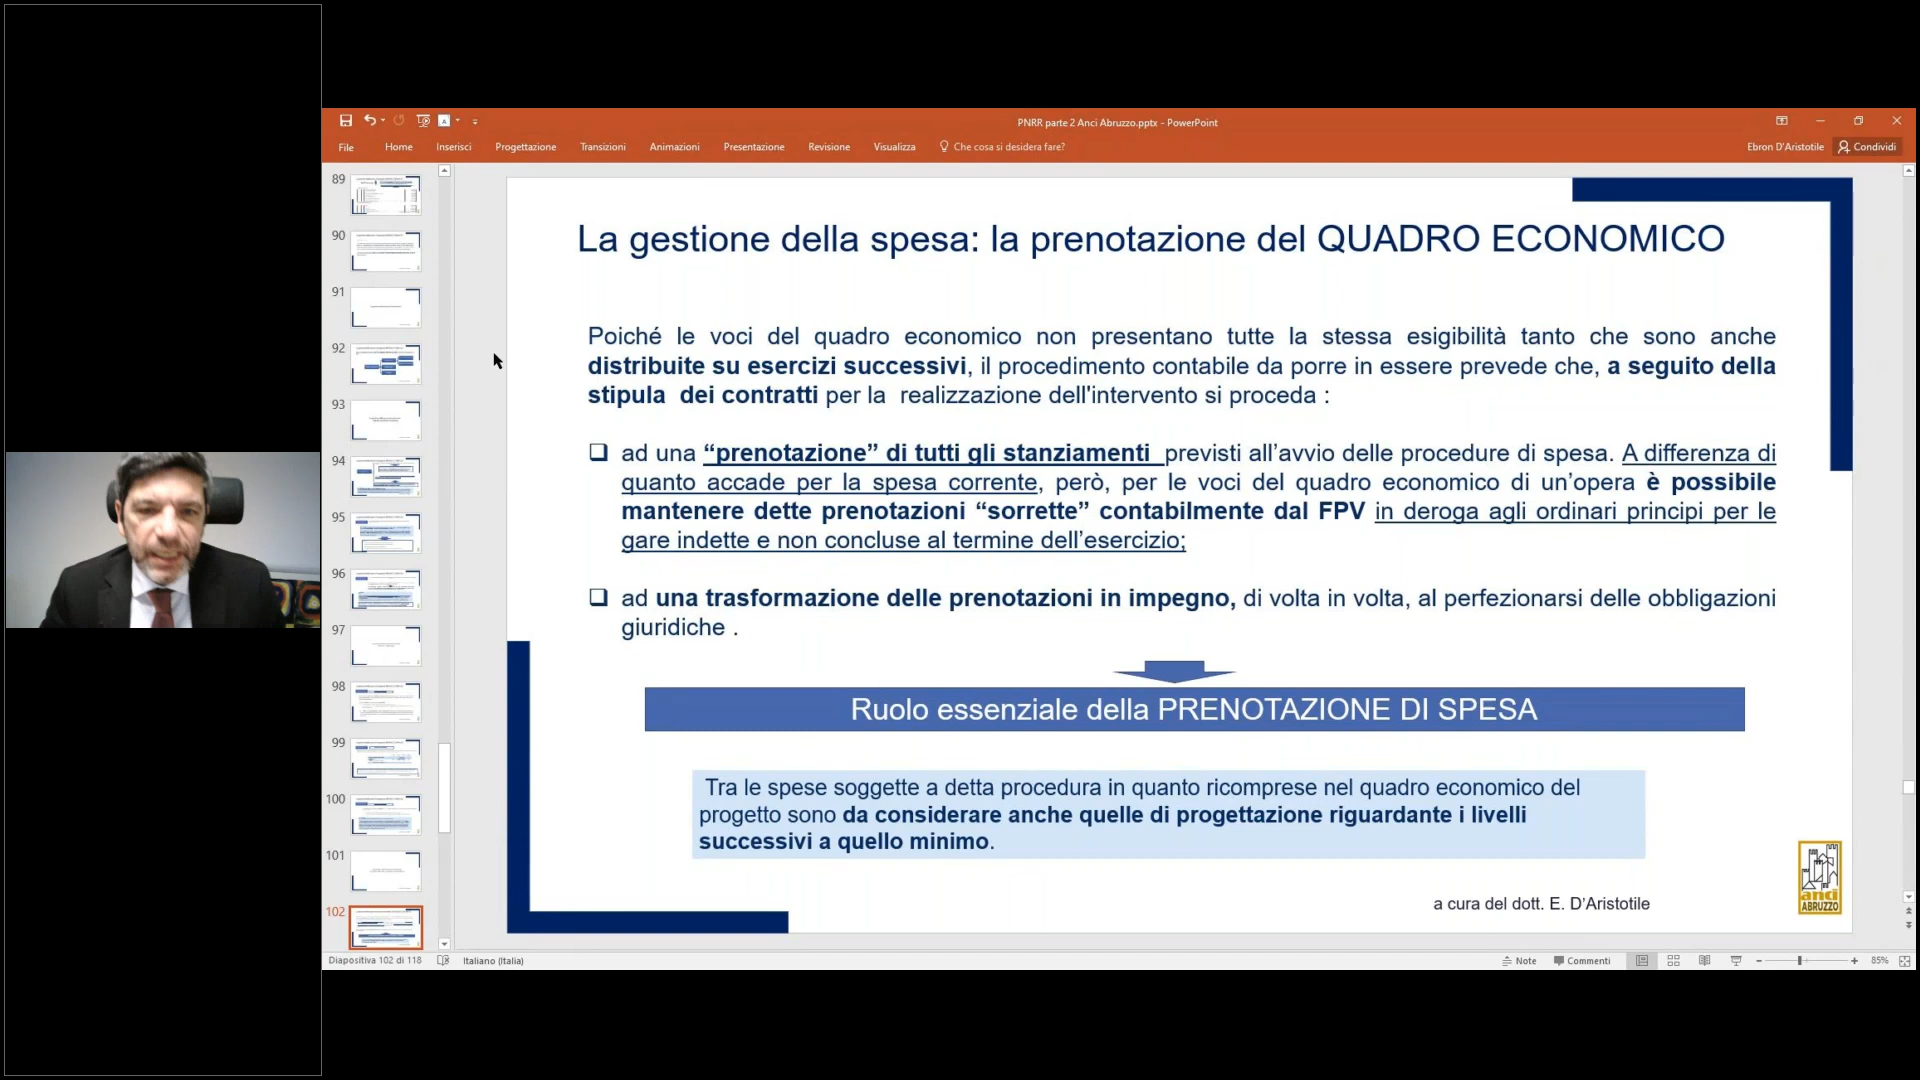 PNRR parte 2 Anci Abruzzo.pptx - PowerPoint
File Home Inserisci Progettazione Transizioni Animazioni Presentazione Revisione Visualizza Che cosa si desidera fare? Ebron D'Aristotile Condividi
89
90
91
92
93
94
95
96
97
98
99
100
101
102
La gestione della spesa: la prenotazione del QUADRO ECONOMICO
Poiché le voci del quadro economico non presentano tutte la stessa esigibilità tanto che sono anche
distribuite su esercizi successivi, il procedimento contabile da porre in essere prevede che, a seguito della
stipula dei contratti per la realizzazione dell'intervento si proceda :
❑ ad una “prenotazione” di tutti gli stanziamenti previsti all’avvio delle procedure di spesa. A differenza di
quanto accade per la spesa corrente, però, per le voci del quadro economico di un’opera è possibile
mantenere dette prenotazioni “sorrette” contabilmente dal FPV in deroga agli ordinari principi per le
gare indette e non concluse al termine dell’esercizio;
❑ ad una trasformazione delle prenotazioni in impegno, di volta in volta, al perfezionarsi delle obbligazioni
giuridiche .
Ruolo essenziale della PRENOTAZIONE DI SPESA
Tra le spese soggette a detta procedura in quanto ricomprese nel quadro economico del
progetto sono da considerare anche quelle di progettazione riguardante i livelli
successivi a quello minimo.
a cura del dott. E. D’Aristotile
anci
ABRUZZO
Diapositiva 102 di 118 Italiano (Italia) Note Commenti 85%